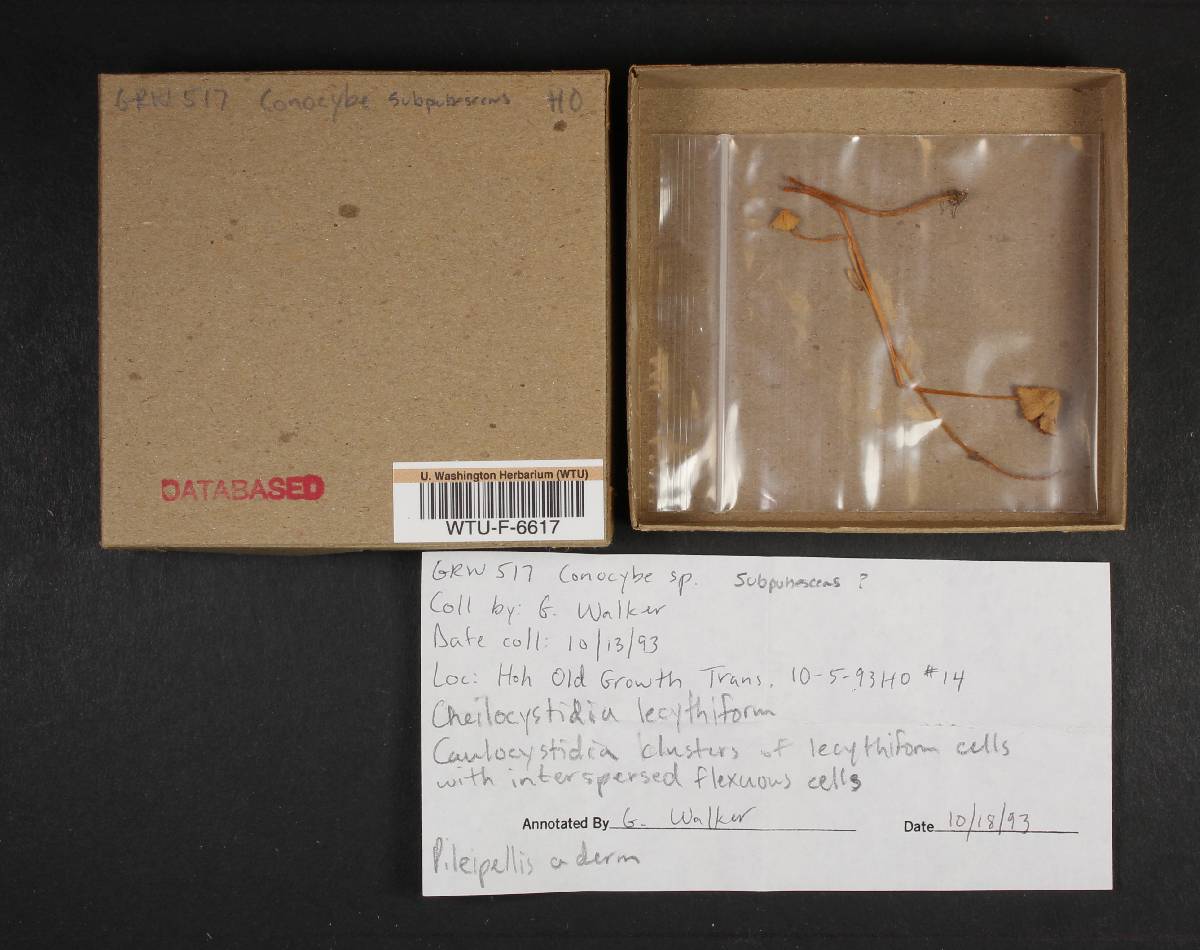 GRW 517 Conocybe subpubescens HO
DATABASED
U. Washington Herbarium (WTU)
WTU-F-6617
GRW 517 Conocybe sp. subpubescens ?
Coll by: G. Walker
Date coll: 10/13/93
Loc: Hoh Old Growth Trans. 10-5-93HO #14
Cheilocystidia lecythiform
Caulocystidia clusters of lecythiform cells
with interspersed flexuous cells
Annotated By G. Walker Date 10/18/93
Pileipellis a derm